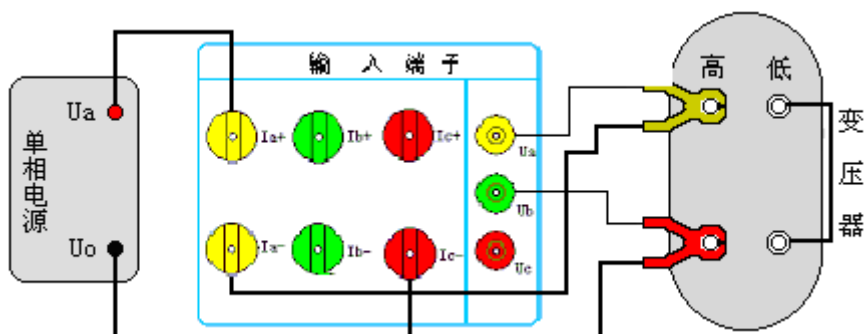 单相电源
Ua
Uo
输入端子
Ia+
Ib+
Ic+
Ia-
Ib-
Ic-
Ua
Ub
Uc
高
低
变压器